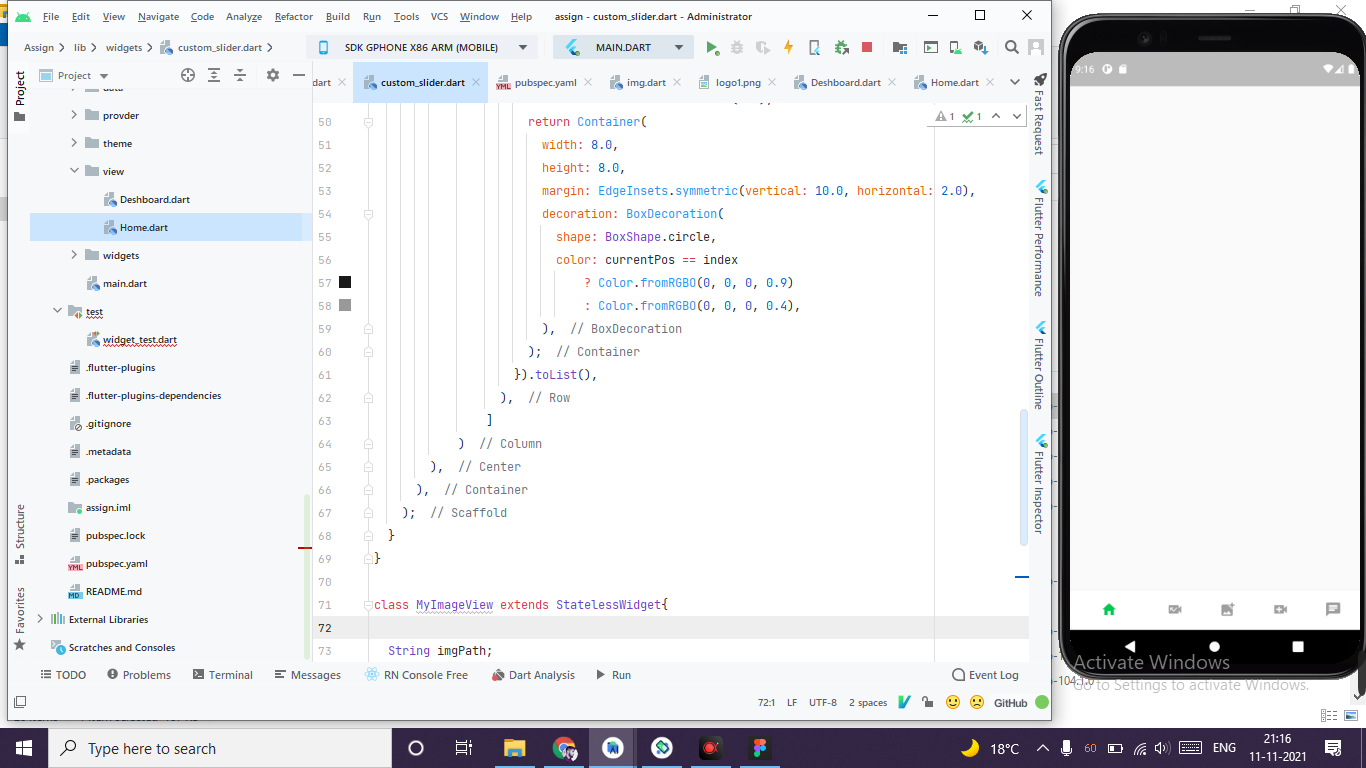 File Edit View Navigate Code Analyze Refactor Build Run Tools VCS Window Help assign - custom_slider.dart - Administrator
Assign lib widgets custom_slider.dart SDK GPHONE X86 ARM (MOBILE) MAIN.DART
Project dart custom_slider.dart pubspec.yaml img.dart logo1.png Deshboard.dart Home.dart
Project
Structure
Favorites
data
provder
theme
view
Deshboard.dart
Home.dart
widgets
main.dart
test
widget_test.dart
.flutter-plugins
.flutter-plugins-dependencies
.gitignore
.metadata
.packages
assign.iml
pubspec.lock
pubspec.yaml
README.md
External Libraries
Scratches and Consoles
1 1
50 return Container(
51 width: 8.0,
52 height: 8.0,
53 margin: EdgeInsets.symmetric(vertical: 10.0, horizontal: 2.0),
54 decoration: BoxDecoration(
55 shape: BoxShape.circle,
56 color: currentPos == index
57 ? Color.fromRGBO(0, 0, 0, 0.9)
58 : Color.fromRGBO(0, 0, 0, 0.4),
59 ), // BoxDecoration
60 ); // Container
61 }).toList(),
62 ), // Row
63 ]
64 ) // Column
65 ), // Center
66 ), // Container
67 ); // Scaffold
68 }
69 }
70
71 class MyImageView extends StatelessWidget{
72
73 String imgPath;
Fast Request
Flutter Performance
Flutter Outline
Flutter Inspector
TODO Problems Terminal Messages RN Console Free Dart Analysis Run Event Log
72:1 LF UTF-8 2 spaces GitHub
9:16
Activate Windows
Go to Settings to activate Windows.
Type here to search
18°C 60 ENG 21:16
11-11-2021